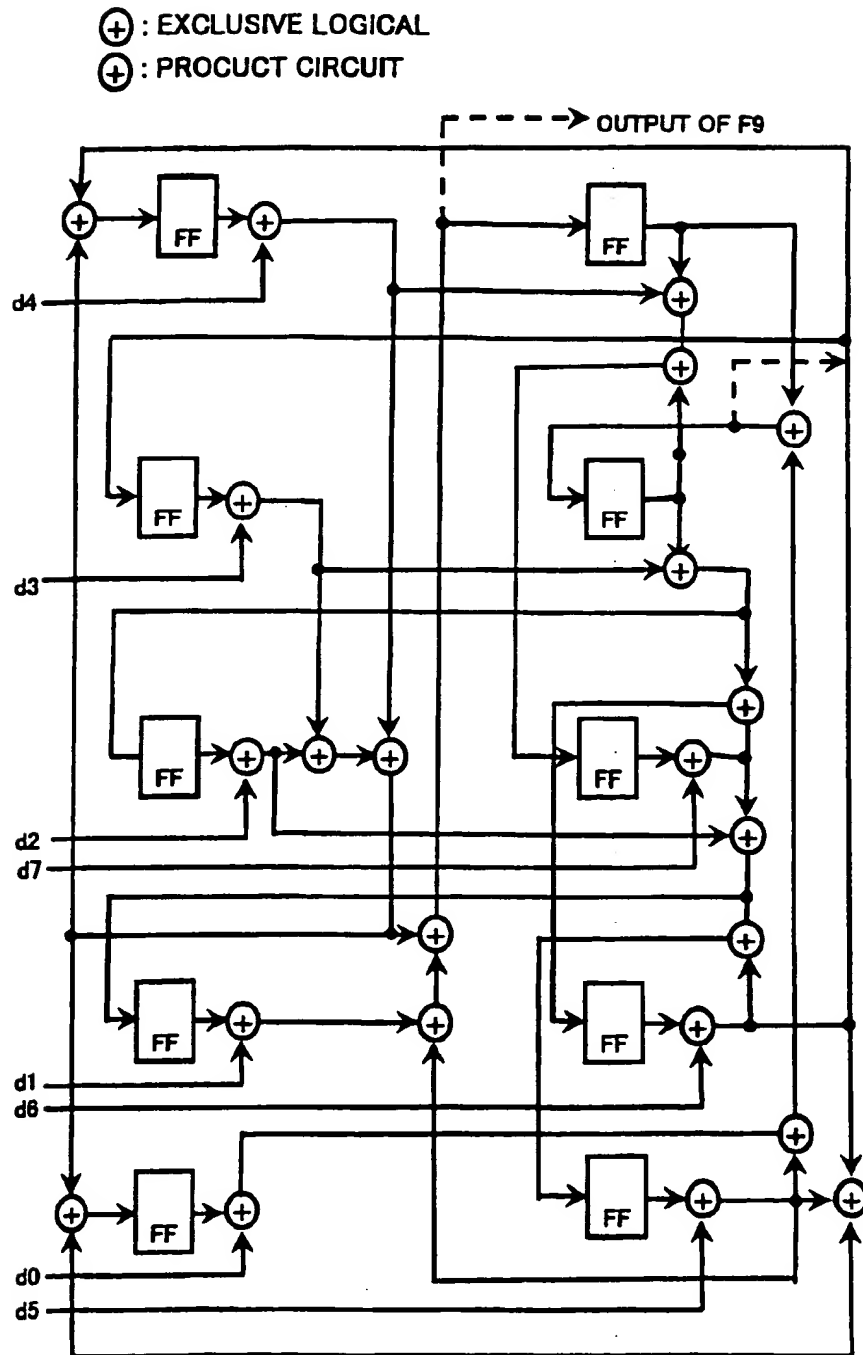 ⊕ : EXCLUSIVE LOGICAL
⊕ : PROCUCT CIRCUIT
OUTPUT OF F9
FF
FF
d4
FF
FF
d3
FF
FF
d2
d7
FF
FF
d1
d6
FF
FF
d0
d5